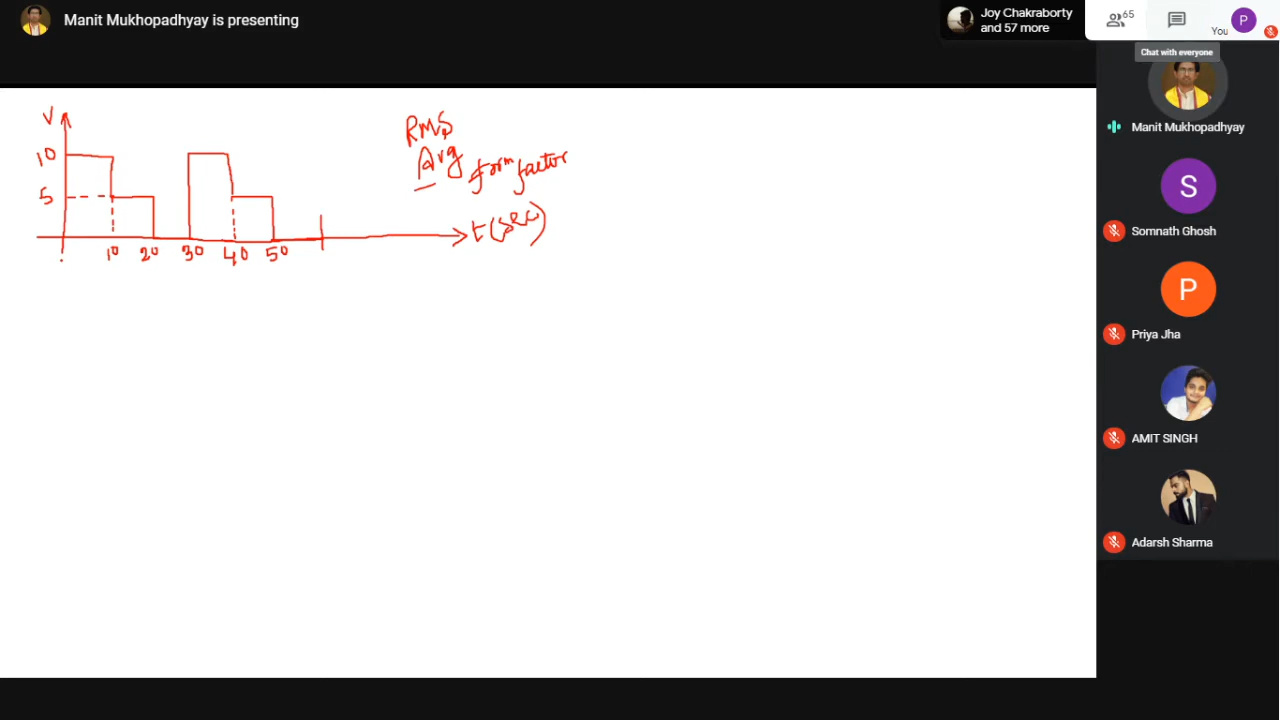 Manit Mukhopadhyay is presenting
Joy Chakraborty
and 57 more
65
You
P
Chat with everyone
Manit Mukhopadhyay
S
Somnath Ghosh
P
Priya Jha
AMIT SINGH
Adarsh Sharma
V
10
5
10 20 30 40 50
t(sec)
RMS
Avg
form factor